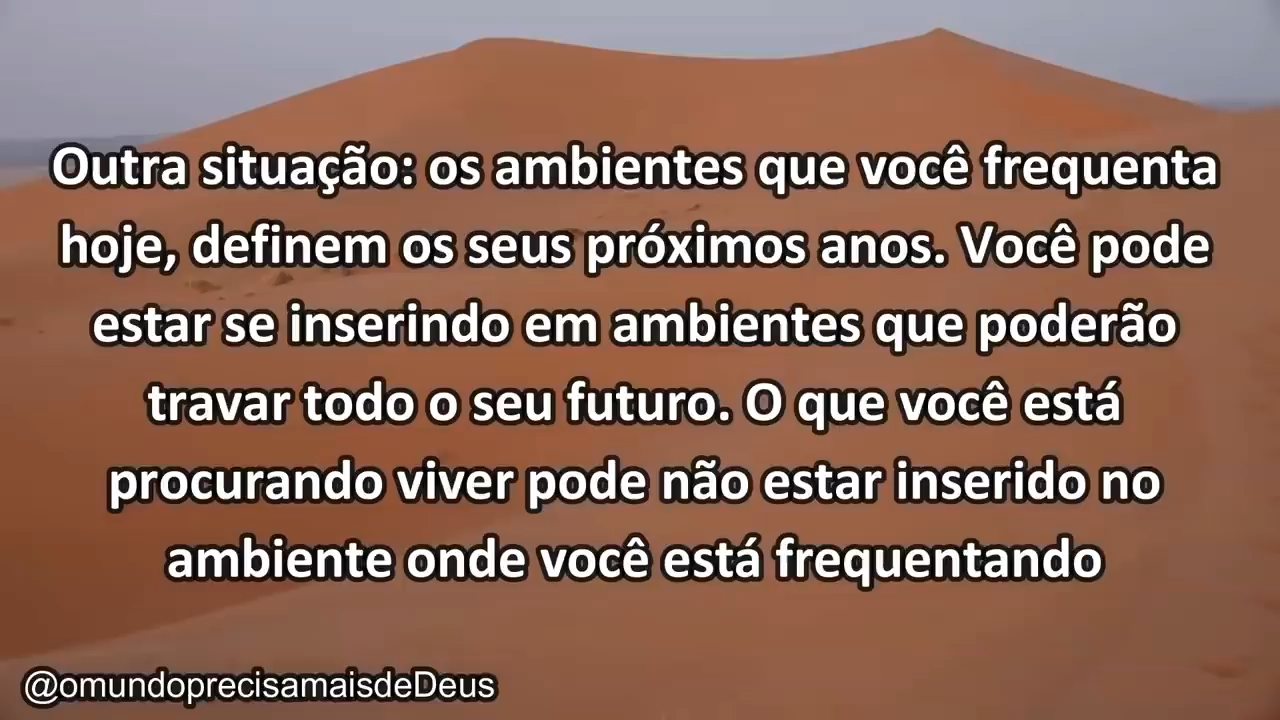 Outra situação: os ambientes que você frequenta
hoje, definem os seus próximos anos. Você pode
estar se inserindo em ambientes que poderão
travar todo o seu futuro. O que você está
procurando viver pode não estar inserido no
ambiente onde você está frequentando
@omundoprecisamaisdeDeus